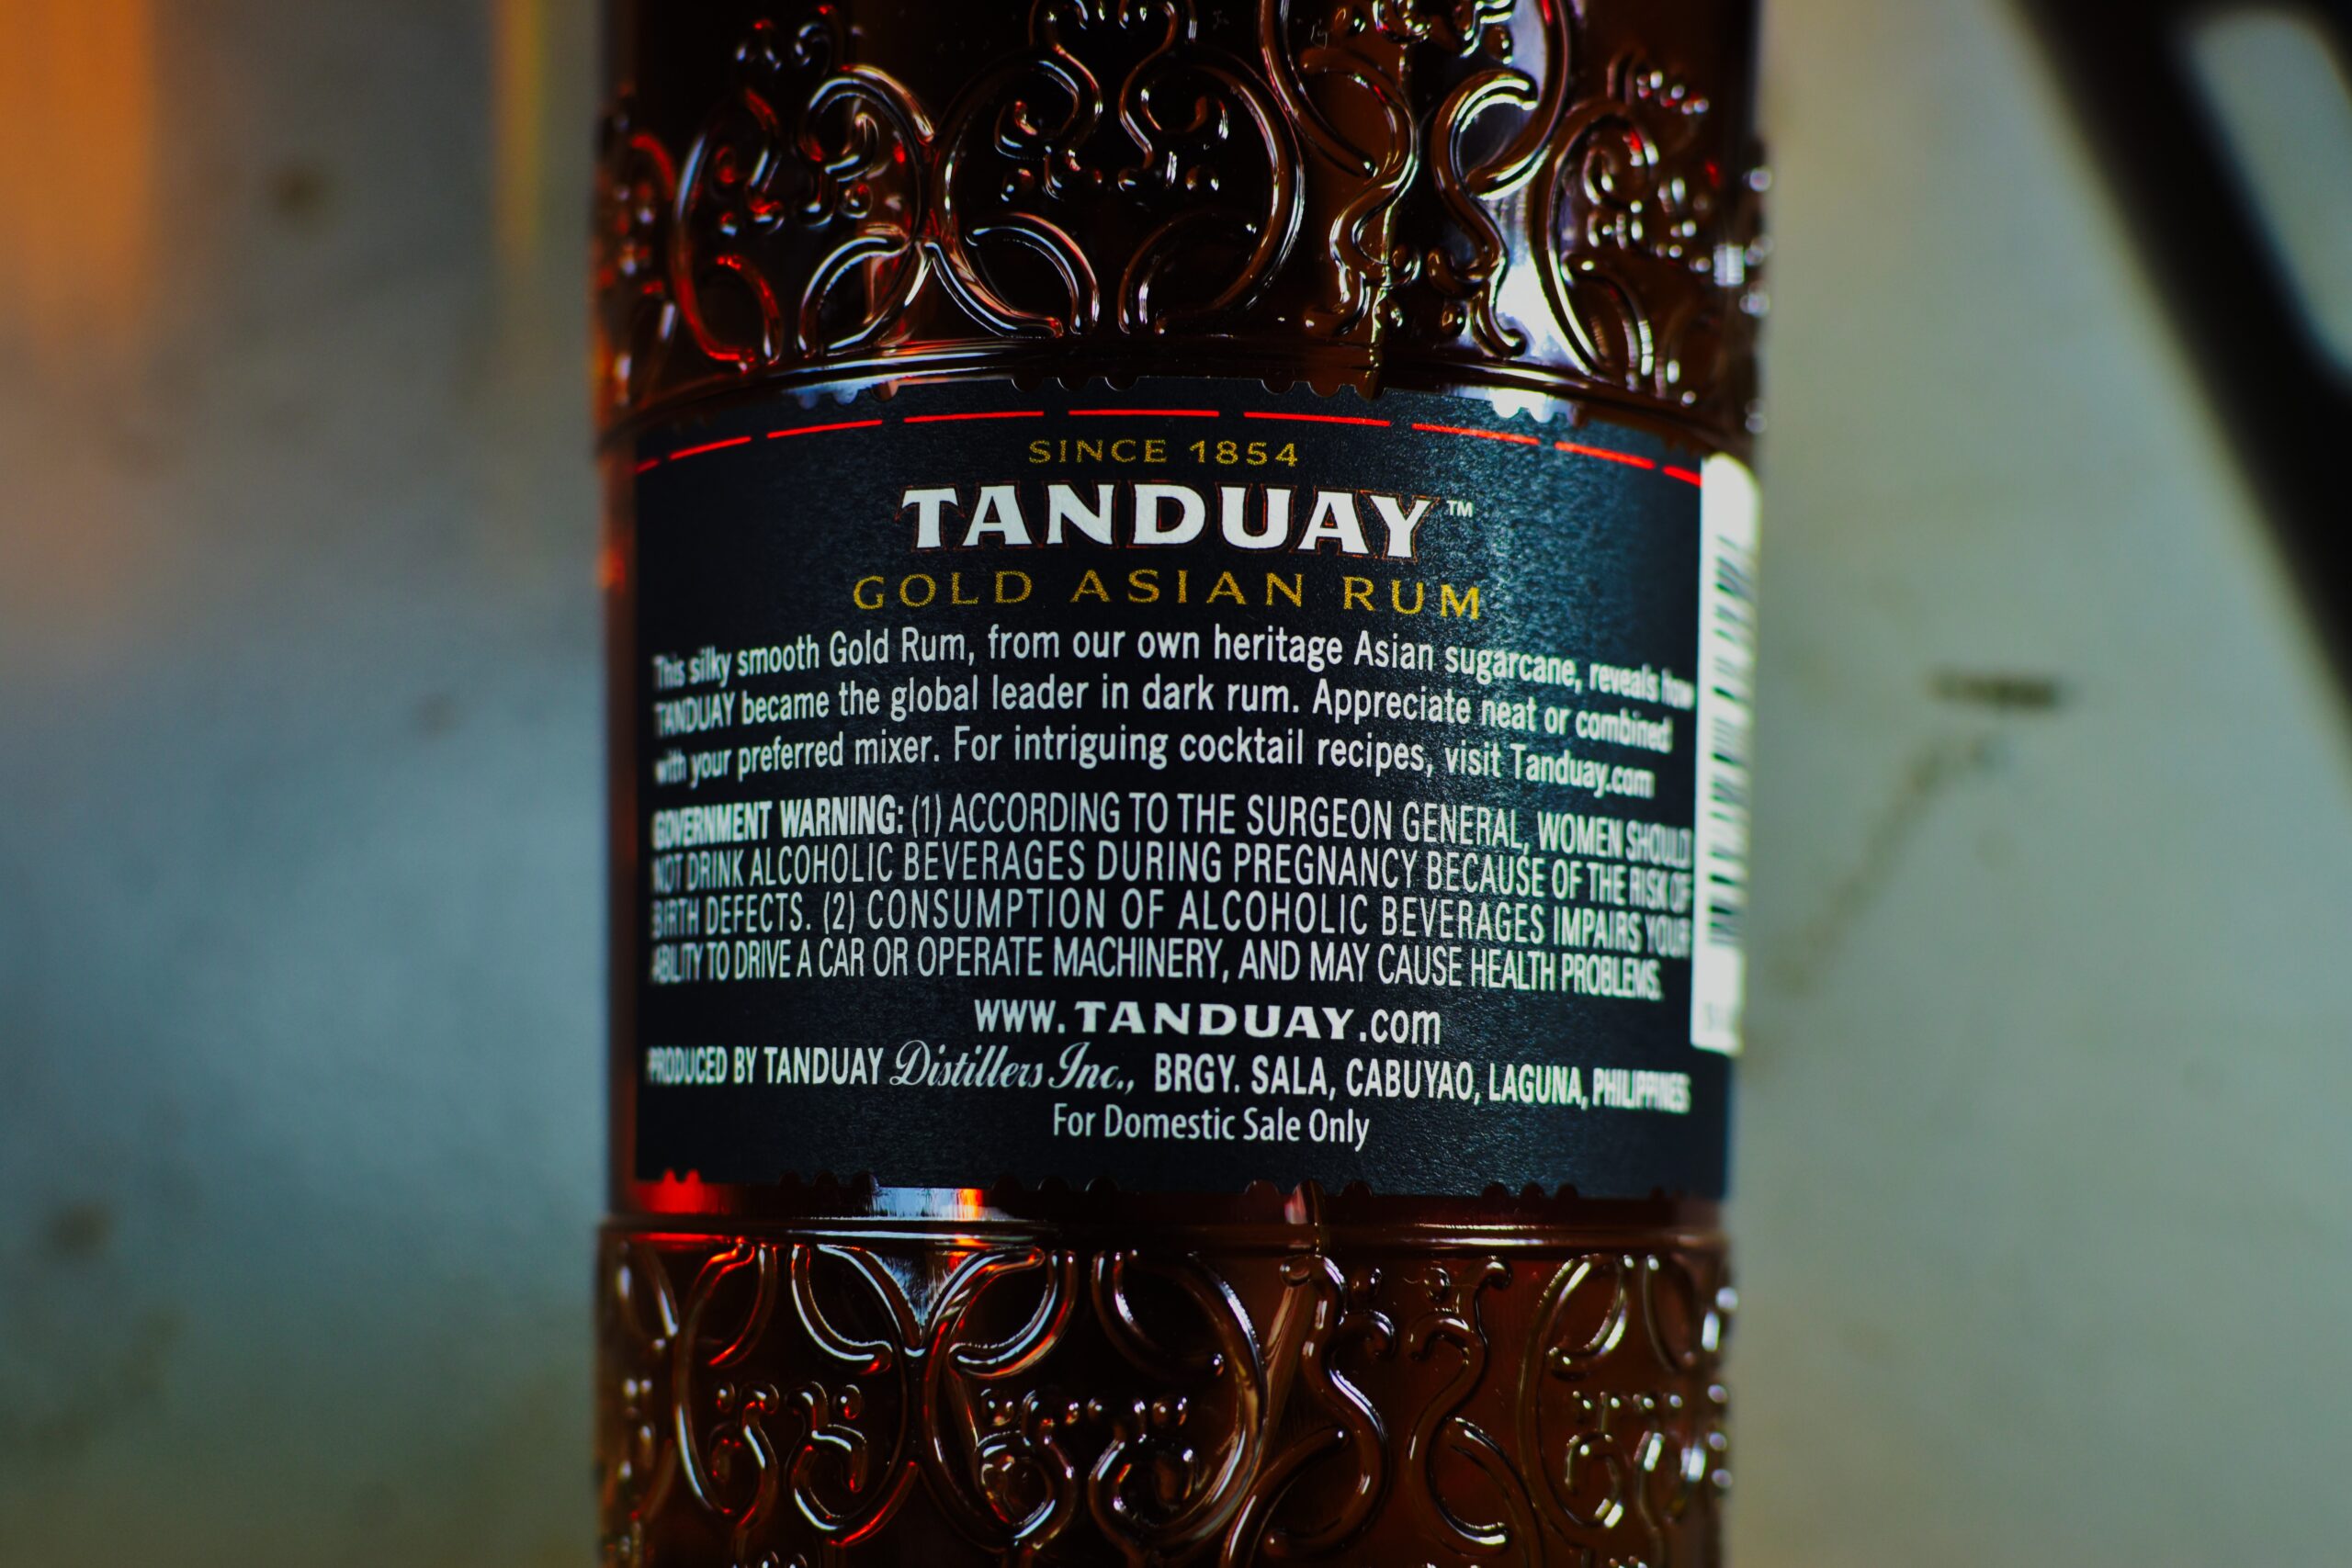 SINCE 1854
TANDUAY™
GOLD ASIAN RUM
This silky smooth Gold Rum, from our own heritage Asian sugarcane, reveals how
TANDUAY became the global leader in dark rum. Appreciate neat or combined
with your preferred mixer. For intriguing cocktail recipes, visit Tanduay.com
GOVERNMENT WARNING: (1) ACCORDING TO THE SURGEON GENERAL, WOMEN SHOULD
NOT DRINK ALCOHOLIC BEVERAGES DURING PREGNANCY BECAUSE OF THE RISK OF
BIRTH DEFECTS. (2) CONSUMPTION OF ALCOHOLIC BEVERAGES IMPAIRS YOUR
ABILITY TO DRIVE A CAR OR OPERATE MACHINERY, AND MAY CAUSE HEALTH PROBLEMS.
www.TANDUAY.com
PRODUCED BY TANDUAY Distillers Inc., BRGY. SALA, CABUYAO, LAGUNA, PHILIPPINES
For Domestic Sale Only